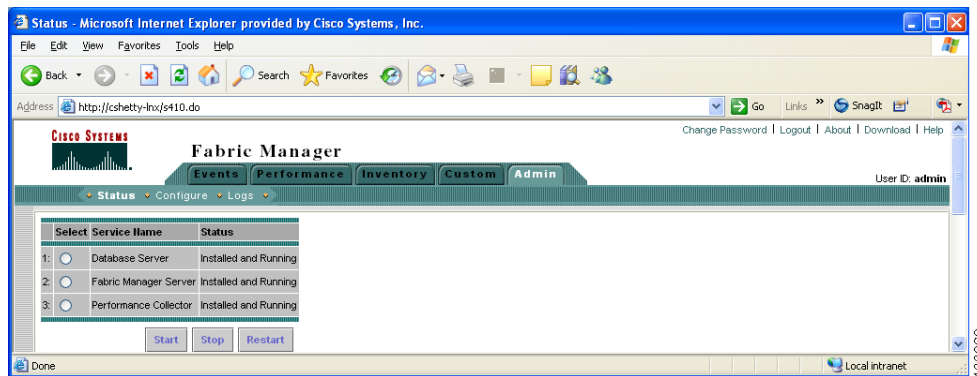 Status - Microsoft Internet Explorer provided by Cisco Systems, Inc.
File Edit View Favorites Tools Help
Back Search Favorites
Address http://cshetty-lnx/s410.do Go Links » SnagIt
Change Password | Logout | About | Download | Help
CISCO SYSTEMS
Fabric Manager
Events Performance Inventory Custom Admin
User ID: admin
Status Configure Logs
Select Service Name Status
1: Database Server Installed and Running
2: Fabric Manager Server Installed and Running
3: Performance Collector Installed and Running
Start Stop Restart
Done Local intranet